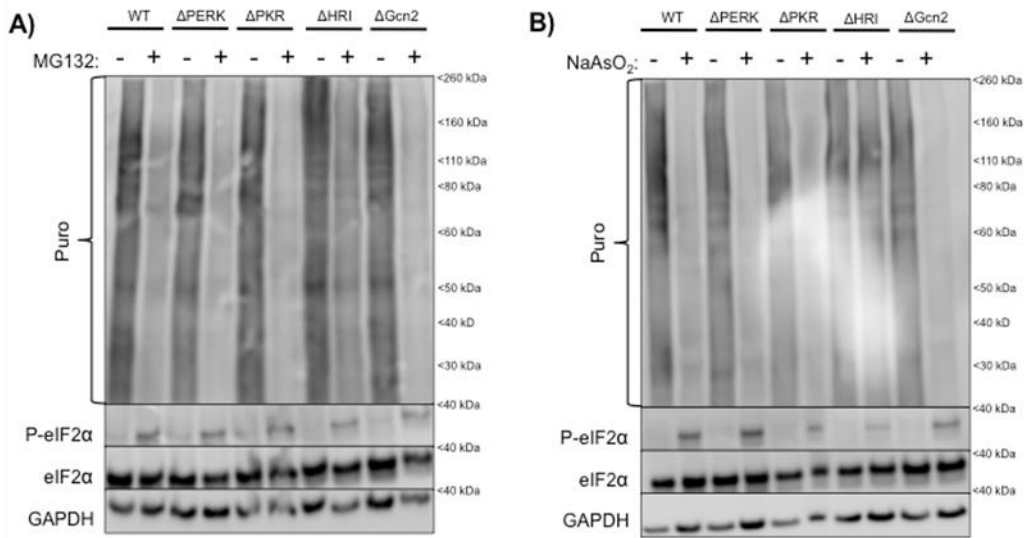 A)
WT ΔPERK ΔPKR ΔHRI ΔGcn2
MG132: - + - + - + - + - +
Puro
<260 kDa
<160 kDa
<110 kDa
<80 kDa
<60 kDa
<50 kDa
<40 kD
<30 kDa
<40 kDa
P-eIF2α
<40 kDa
eIF2α
<40 kDa
GAPDH
B)
WT ΔPERK ΔPKR ΔHRI ΔGcn2
NaAsO₂: - + - + - + - + - +
Puro
<260 kDa
<160 kDa
<110 kDa
<80 kDa
<60 kDa
<50 kDa
<40 kDa
<30 kDa
<40 kDa
P-eIF2α
<40 kDa
eIF2α
<40 kDa
GAPDH